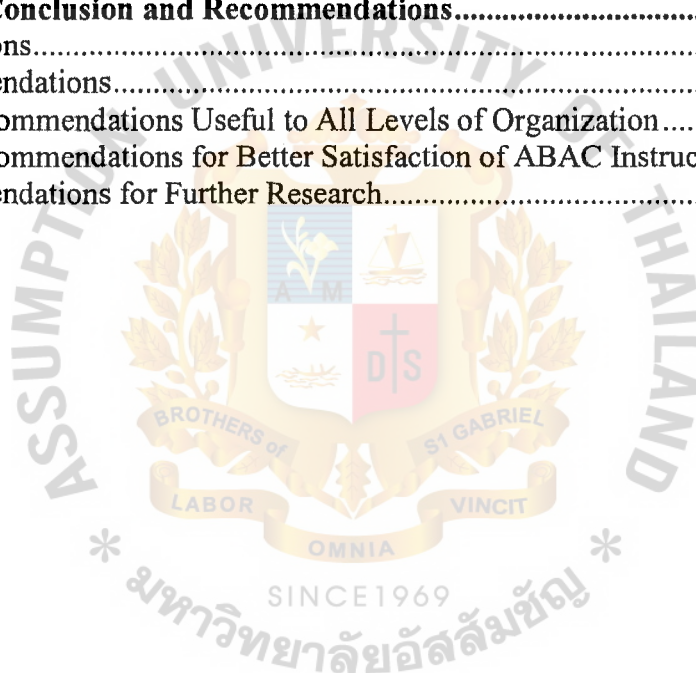 Conclusion and Recommendations....................................
ons.......................................................................................
endations.............................................................................
ommendations Useful to All Levels of Organization.....
ommendations for Better Satisfaction of ABAC Instruc
endations for Further Research...........................................
ASSUMPTION UNIVERSITY OF THAILAND
A M
D S
BROTHERS of S1 GABRIEL
LABOR VINCIT
OMNIA
SINCE1969
* มหาวิทยาลัยอัสสัมชัญ *